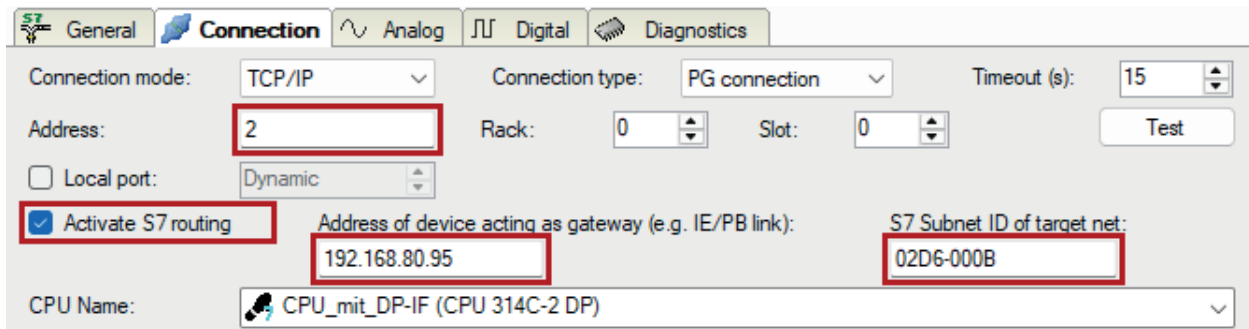 S7 General Connection Analog Digital Diagnostics
Connection mode: TCP/IP Connection type: PG connection Timeout (s): 15
Address: 2 Rack: 0 Slot: 0 Test
Local port: Dynamic
Activate S7 routing Address of device acting as gateway (e.g. IE/PB link): S7 Subnet ID of target net:
192.168.80.95 02D6-000B
CPU Name: CPU_mit_DP-IF (CPU 314C-2 DP)